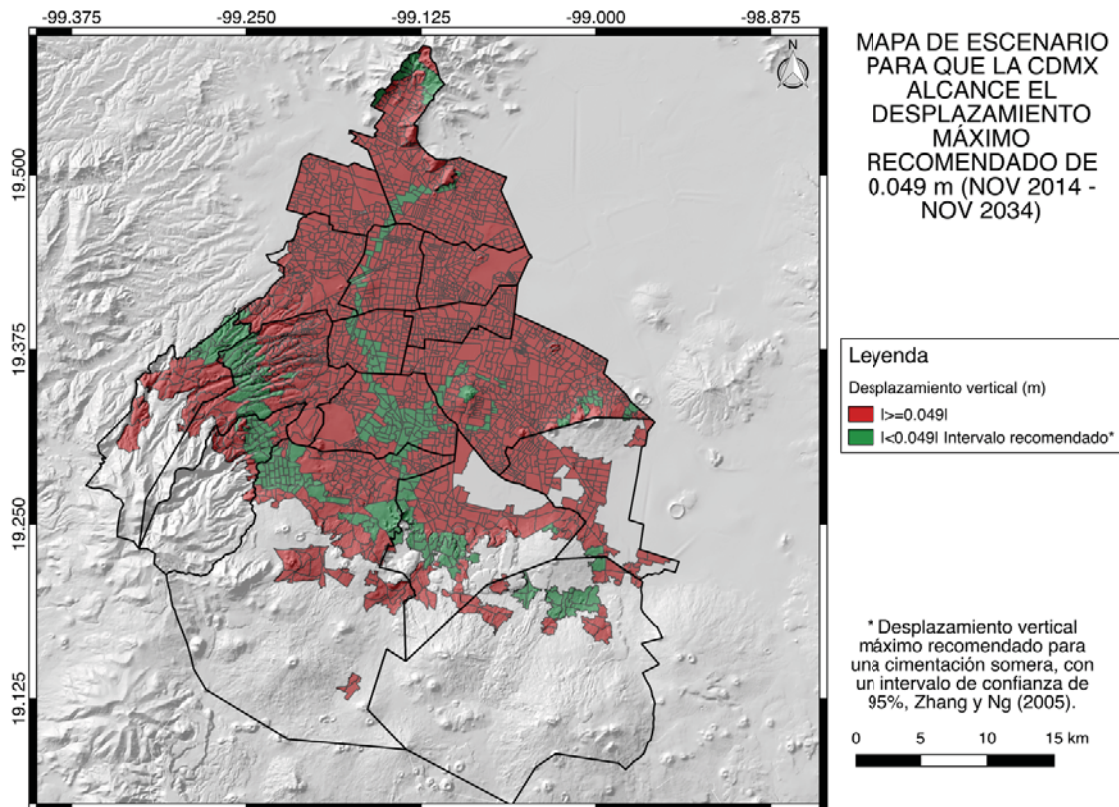 -99.375 -99.250 -99.125 -99.000 -98.875
N
MAPA DE ESCENARIO
PARA QUE LA CDMX
ALCANCE EL
DESPLAZAMIENTO
MÁXIMO
RECOMENDADO DE
0.049 m (NOV 2014 -
NOV 2034)
19.500
19.375
19.250
19.125
Leyenda
Desplazamiento vertical (m)
l>=0.049l
l<0.049l Intervalo recomendado*
* Desplazamiento vertical
máximo recomendado para
una cimentación somera, con
un intervalo de confianza de
95%, Zhang y Ng (2005).
0 5 10 15 km